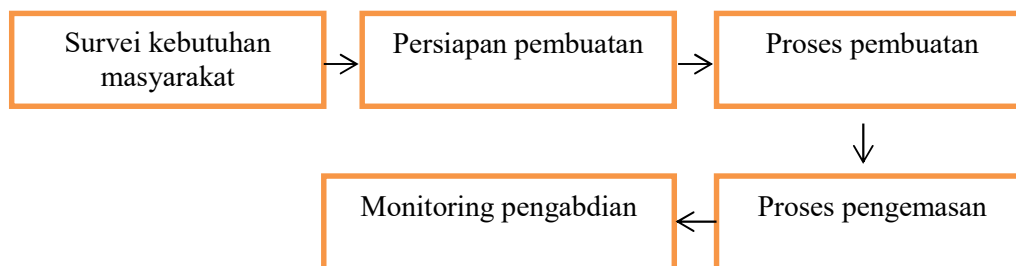 Survei kebutuhan
masyarakat
Persiapan pembuatan
Proses pembuatan
Proses pengemasan
Monitoring pengabdian